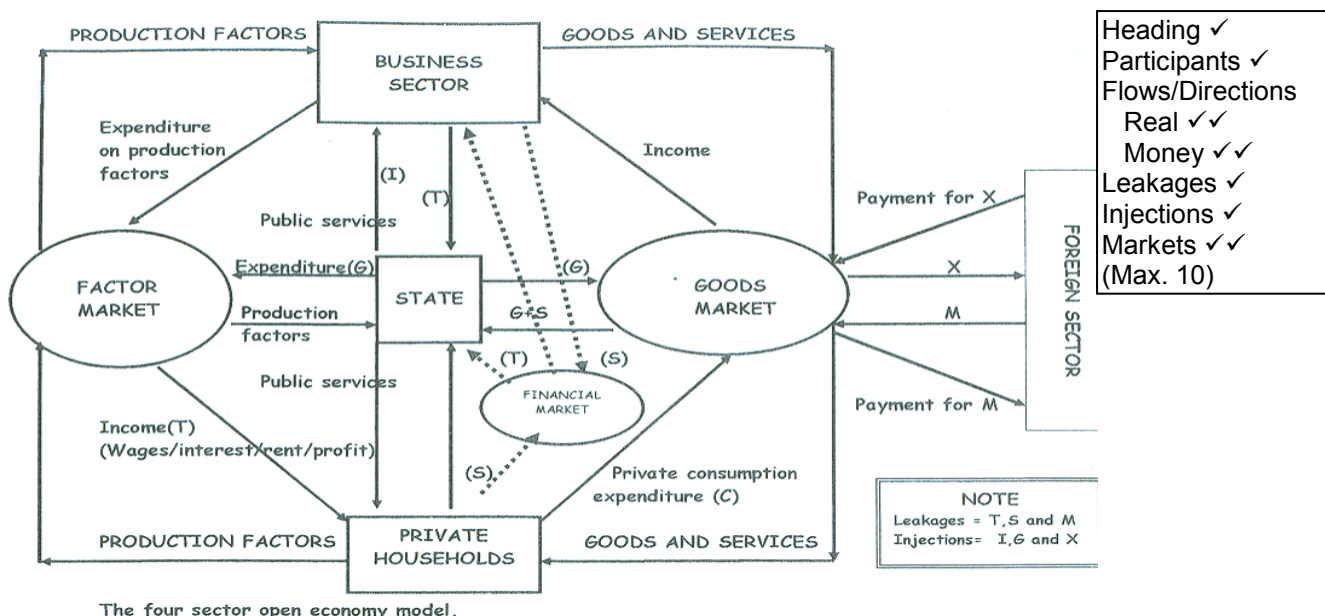 PRODUCTION FACTORS
GOODS AND SERVICES
BUSINESS
SECTOR
Expenditure
on production
factors
(I)
(T)
Income
Public services
Payment for X
FACTOR
MARKET
Expenditure(G)
STATE
(G)
GOODS
MARKET
X
FOREIGN SECTOR
Production
factors
G+S
M
(T)
(S)
Public services
FINANCIAL
MARKET
Payment for M
Income(T)
(Wages/interest/rent/profit)
(S)
Private consumption
expenditure (C)
PRODUCTION FACTORS
PRIVATE
HOUSEHOLDS
GOODS AND SERVICES
NOTE
Leakages = T,S and M
Injections= I,G and X
The four sector open economy model.
Heading ✓
Participants ✓
Flows/Directions
Real ✓✓
Money ✓✓
Leakages ✓
Injections ✓
Markets ✓✓
(Max. 10)